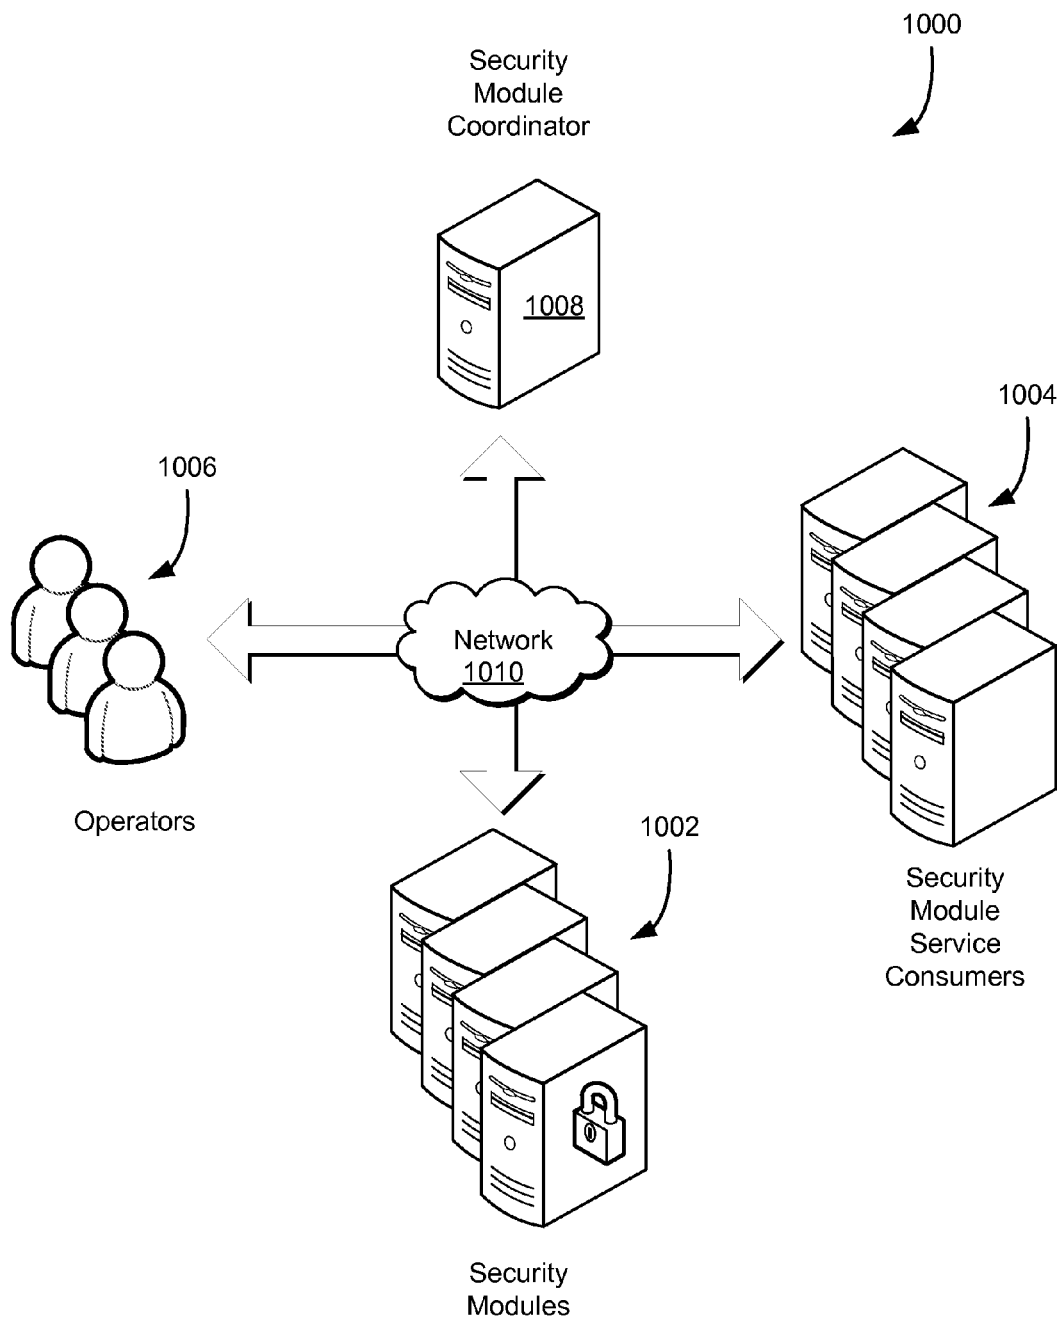 1000
Security
Module
Coordinator
1008
1004
1006
Network
1010
Operators
1002
Security
Module
Service
Consumers
Security
Modules